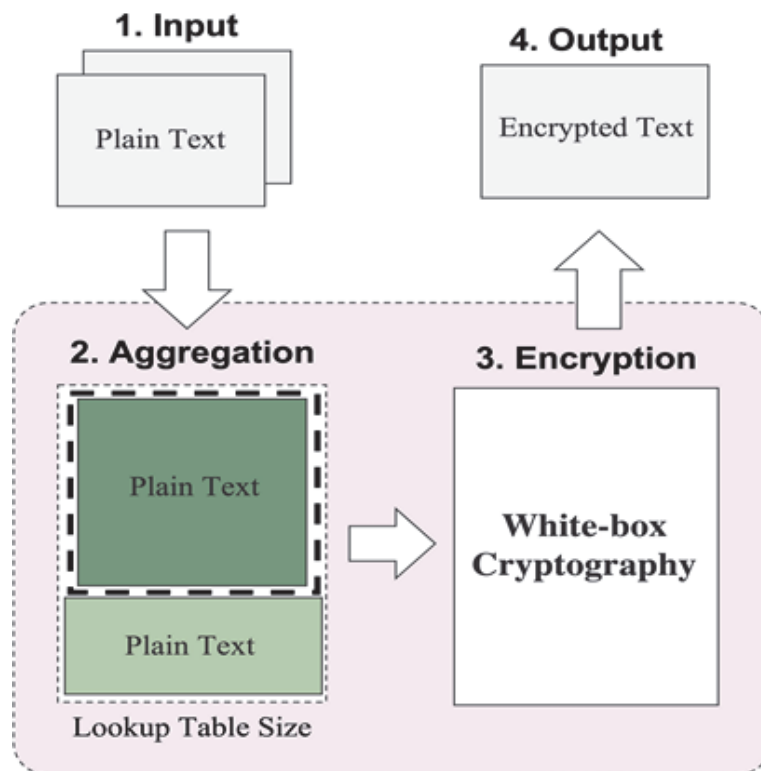 1. Input
Plain Text
4. Output
Encrypted Text
2. Aggregation
Plain Text
Plain Text
Lookup Table Size
3. Encryption
White-box
Cryptography